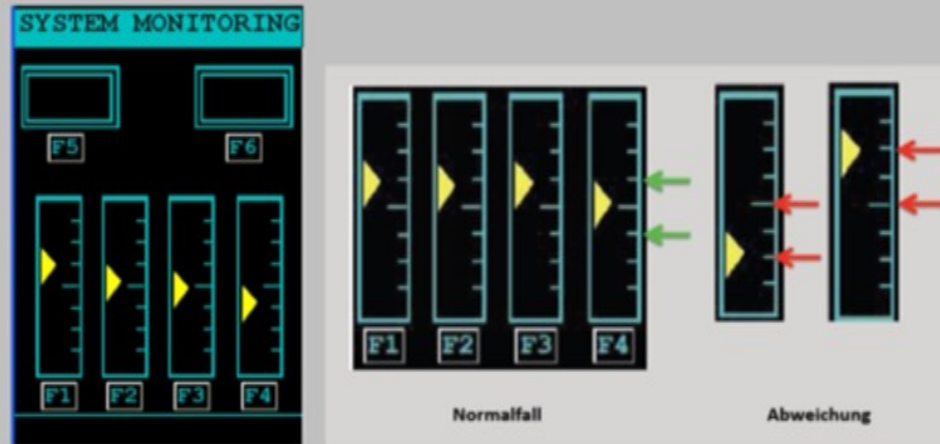 SYSTEM MONITORING
F5 F6
F1 F2 F3 F4
F1 F2 F3 F4
Normalfall Abweichung